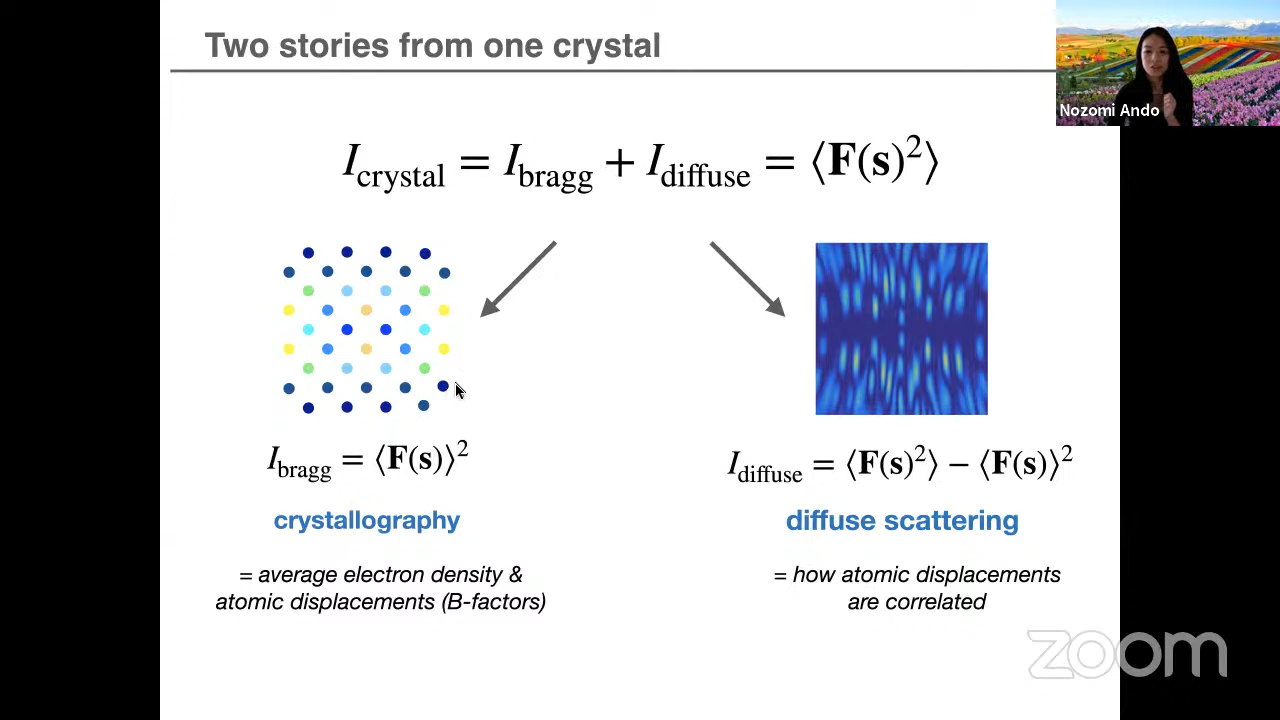 Two stories from one crystal
Nozomi Ando
I_crystal = I_bragg + I_diffuse = ⟨F(s)²⟩
I_bragg = ⟨F(s)⟩²
crystallography
= average electron density &
atomic displacements (B-factors)
I_diffuse = ⟨F(s)²⟩ − ⟨F(s)⟩²
diffuse scattering
= how atomic displacements
are correlated
zoom